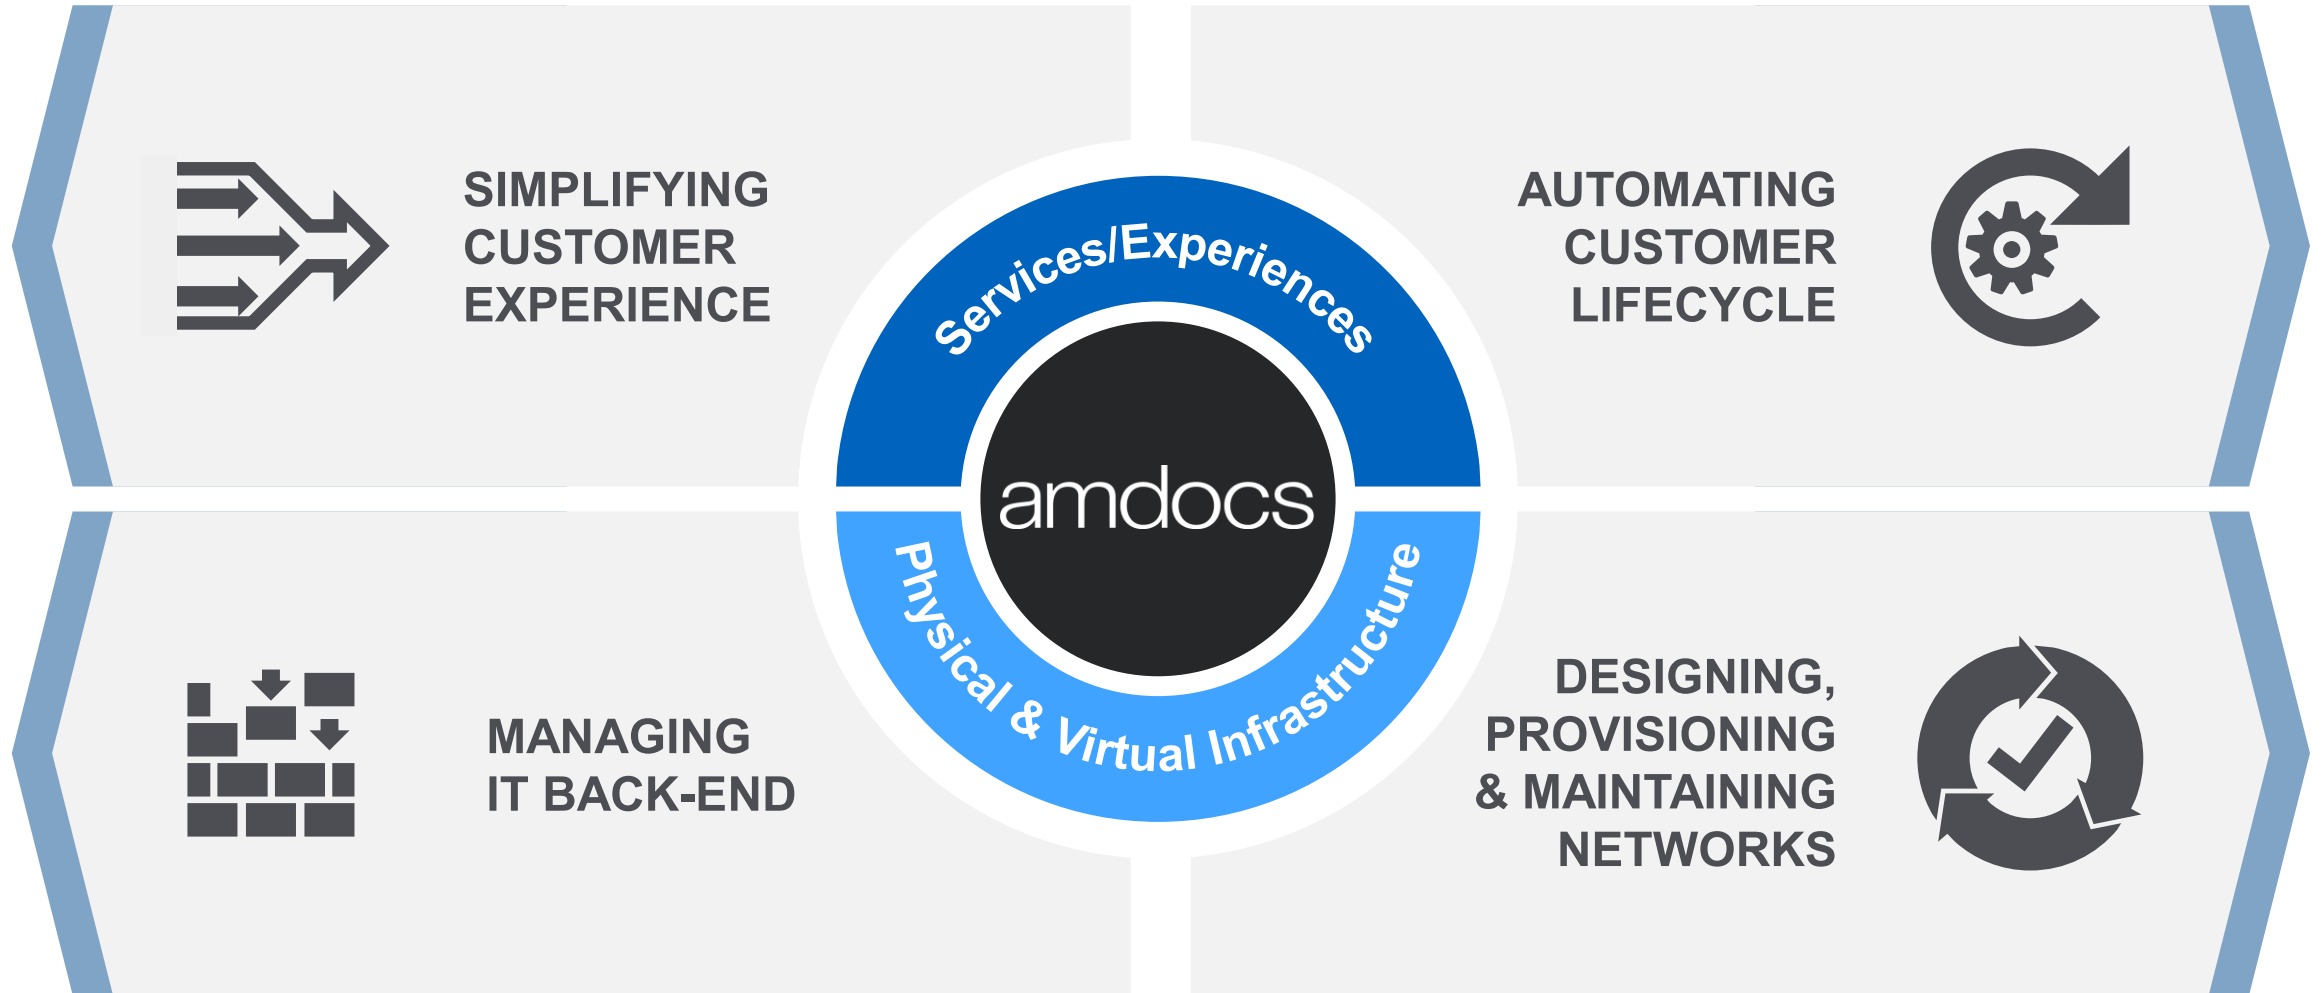 SIMPLIFYING
CUSTOMER
EXPERIENCE
Services/Experiences
AUTOMATING
CUSTOMER
LIFECYCLE
amdocs
MANAGING
IT BACK-END
Physical & Virtual Infrastructure
DESIGNING,
PROVISIONING
& MAINTAINING
NETWORKS